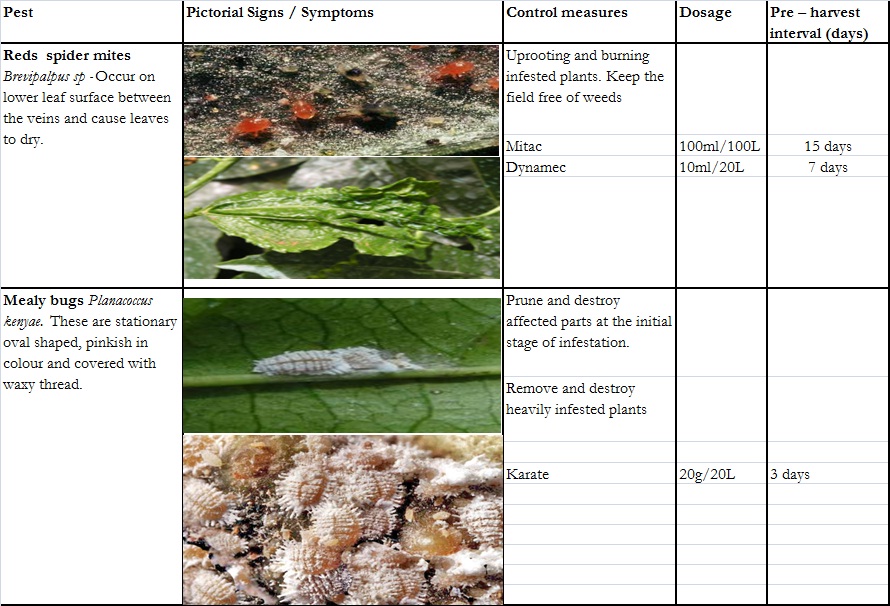 Pest
Pictorial Signs / Symptoms
Control measures
Dosage
Pre – harvest
interval (days)
Reds spider mites
Brevipalpus sp -Occur on
lower leaf surface between
the veins and cause leaves
to dry.
Uprooting and burning
infested plants. Keep the
field free of weeds
Mitac
100ml/100L
15 days
Dynamec
10ml/20L
7 days
Mealy bugs Planacoccus
kenyae. These are stationary
oval shaped, pinkish in
colour and covered with
waxy thread.
Prune and destroy
affected parts at the initial
stage of infestation.
Remove and destroy
heavily infested plants
Karate
20g/20L
3 days